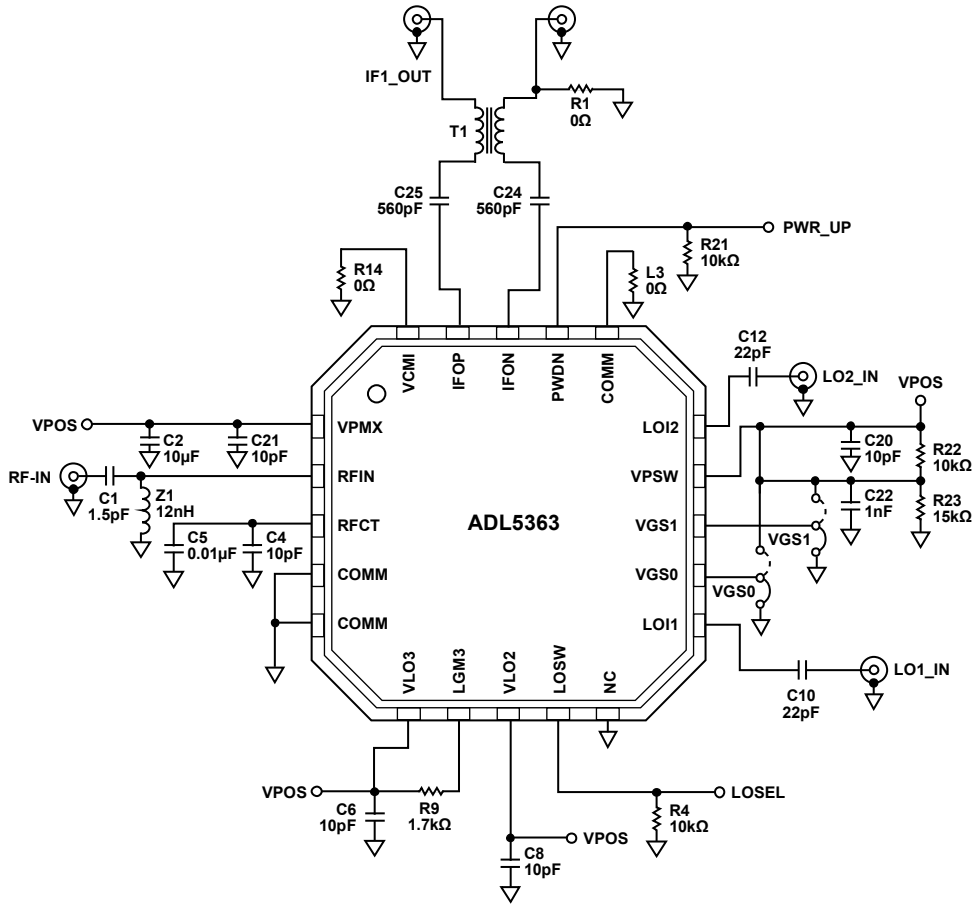 IF1_OUT
T1
R1
0Ω
C25
560pF
C24
560pF
PWR_UP
R21
10kΩ
R14
0Ω
L3
0Ω
C12
22pF
LO2_IN
VPOS
VCMI
IFOP
IFON
PWDN
COMM
VPOS
C2
10µF
C21
10pF
VPMX
LOI2
C20
10pF
R22
10kΩ
RF-IN
C1
1.5pF
Z1
12nH
RFIN
VPSW
C22
1nF
R23
15kΩ
C5
0.01µF
C4
10pF
RFCT
ADL5363
VGS1
VGS1
COMM
VGS0
VGS0
COMM
LOI1
LO1_IN
C10
22pF
VLO3
LGM3
VLO2
LOSW
NC
VPOS
C6
10pF
R9
1.7kΩ
LOSEL
R4
10kΩ
VPOS
C8
10pF